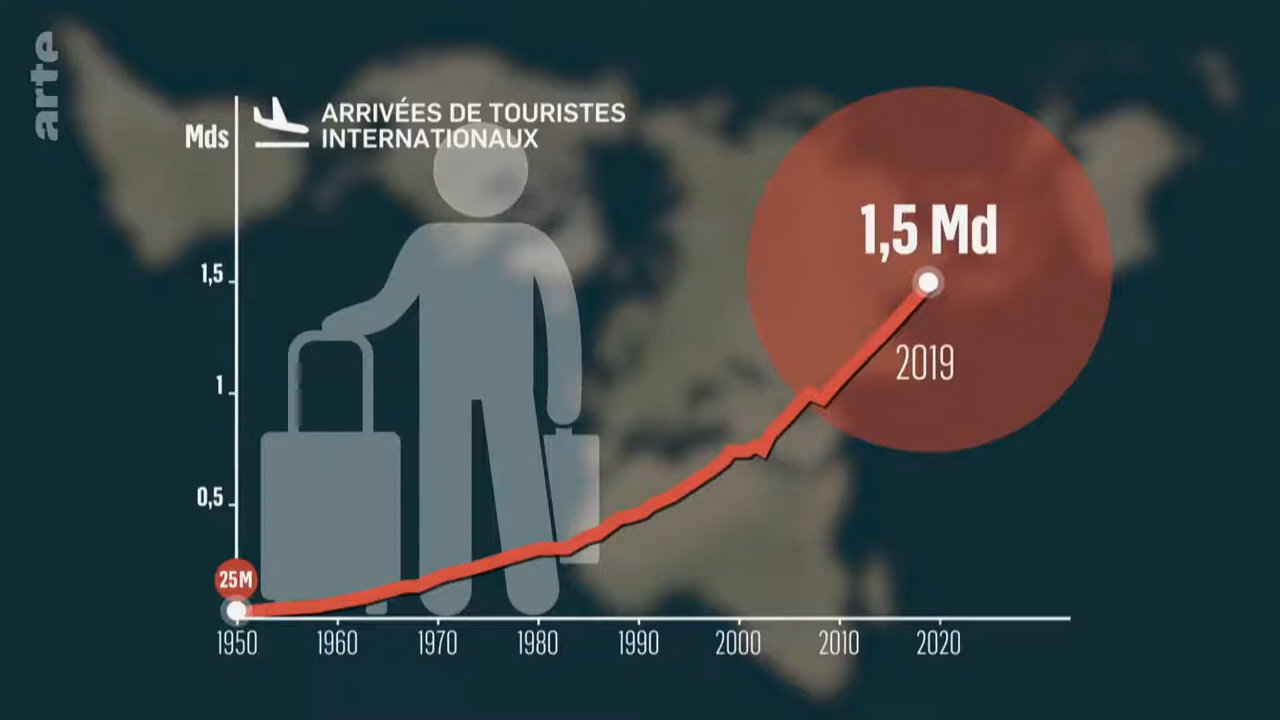 arte
ARRIVÉES DE TOURISTES
INTERNATIONAUX
Mds
1,5
1
0,5
25M
1,5 Md
2019
1950 1960 1970 1980 1990 2000 2010 2020